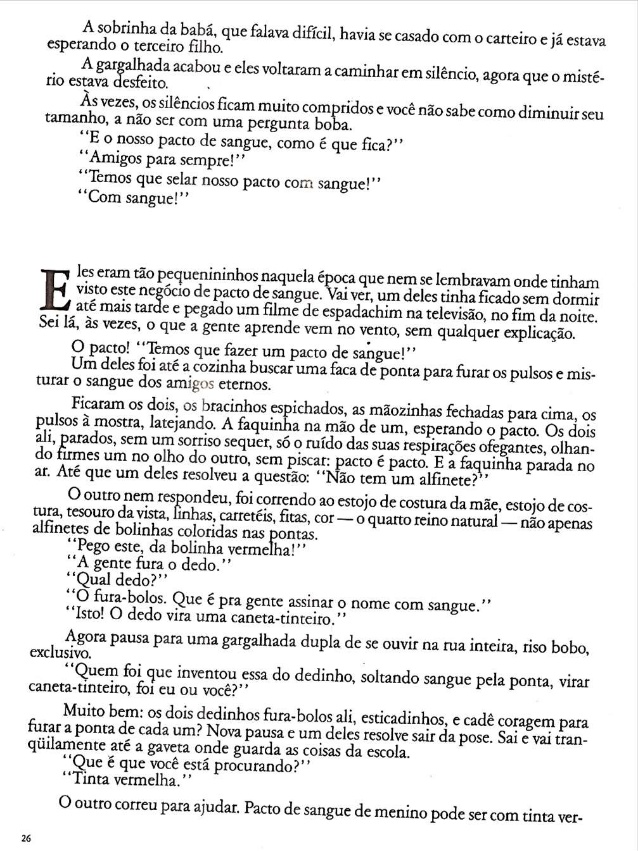 A sobrinha da babá, que falava difícil, havia se casado com o carteiro e já estava
esperando o terceiro filho.
A gargalhada acabou e eles voltaram a caminhar em silêncio, agora que o misté-
rio estava desfeito.
Às vezes, os silêncios ficam muito compridos e você não sabe como diminuir seu
tamanho, a não ser com uma pergunta boba.
"E o nosso pacto de sangue, como é que fica?"
"Amigos para sempre!"
"Temos que selar nosso pacto com sangue!"
"Com sangue!"
Eles eram tão pequenininhos naquela época que nem se lembravam onde tinham
visto este negócio de pacto de sangue. Vai ver, um deles tinha ficado sem dormir
até mais tarde e pegado um filme de espadachim na televisão, no fim da noite.
Sei lá, às vezes, o que a gente aprende vem no vento, sem qualquer explicação.
O pacto! "Temos que fazer um pacto de sangue!"
Um deles foi até a cozinha buscar uma faca de ponta para furar os pulsos e mis-
turar o sangue dos amigos eternos.
Ficaram os dois, os bracinhos espichados, as mãozinhas fechadas para cima, os
pulsos à mostra, latejando. A faquinha na mão de um, esperando o pacto. Os dois
ali, parados, sem um sorriso sequer, só o ruído das suas respirações ofegantes, olhan-
do firmes um no olho do outro, sem piscar: pacto é pacto. E a faquinha parada no
ar. Até que um deles resolveu a questão: "Não tem um alfinete?"
O outro nem respondeu, foi correndo ao estojo de costura da mãe, estojo de cos-
tura, tesouro da vista, linhas, carretéis, fitas, cor — o quarto reino natural — não apenas
alfinetes de bolinhas coloridas nas pontas.
"Pego este, da bolinha vermelha!"
"A gente fura o dedo."
"Qual dedo?"
"O fura-bolos. Que é pra gente assinar o nome com sangue."
"Isto! O dedo vira uma caneta-tinteiro."
Agora pausa para uma gargalhada dupla de se ouvir na rua inteira, riso bobo,
exclusivo.
"Quem foi que inventou essa do dedinho, soltando sangue pela ponta, virar
caneta-tinteiro, foi eu ou você?"
Muito bem: os dois dedinhos fura-bolos ali, esticadinhos, e cadê coragem para
furar a ponta de cada um? Nova pausa e um deles resolve sair da pose. Sai e vai tran-
qüilamente até a gaveta onde guarda as coisas da escola.
"Que é que você está procurando?"
"Tinta vermelha."
O outro correu para ajudar. Pacto de sangue de menino pode ser com tinta ver-
26